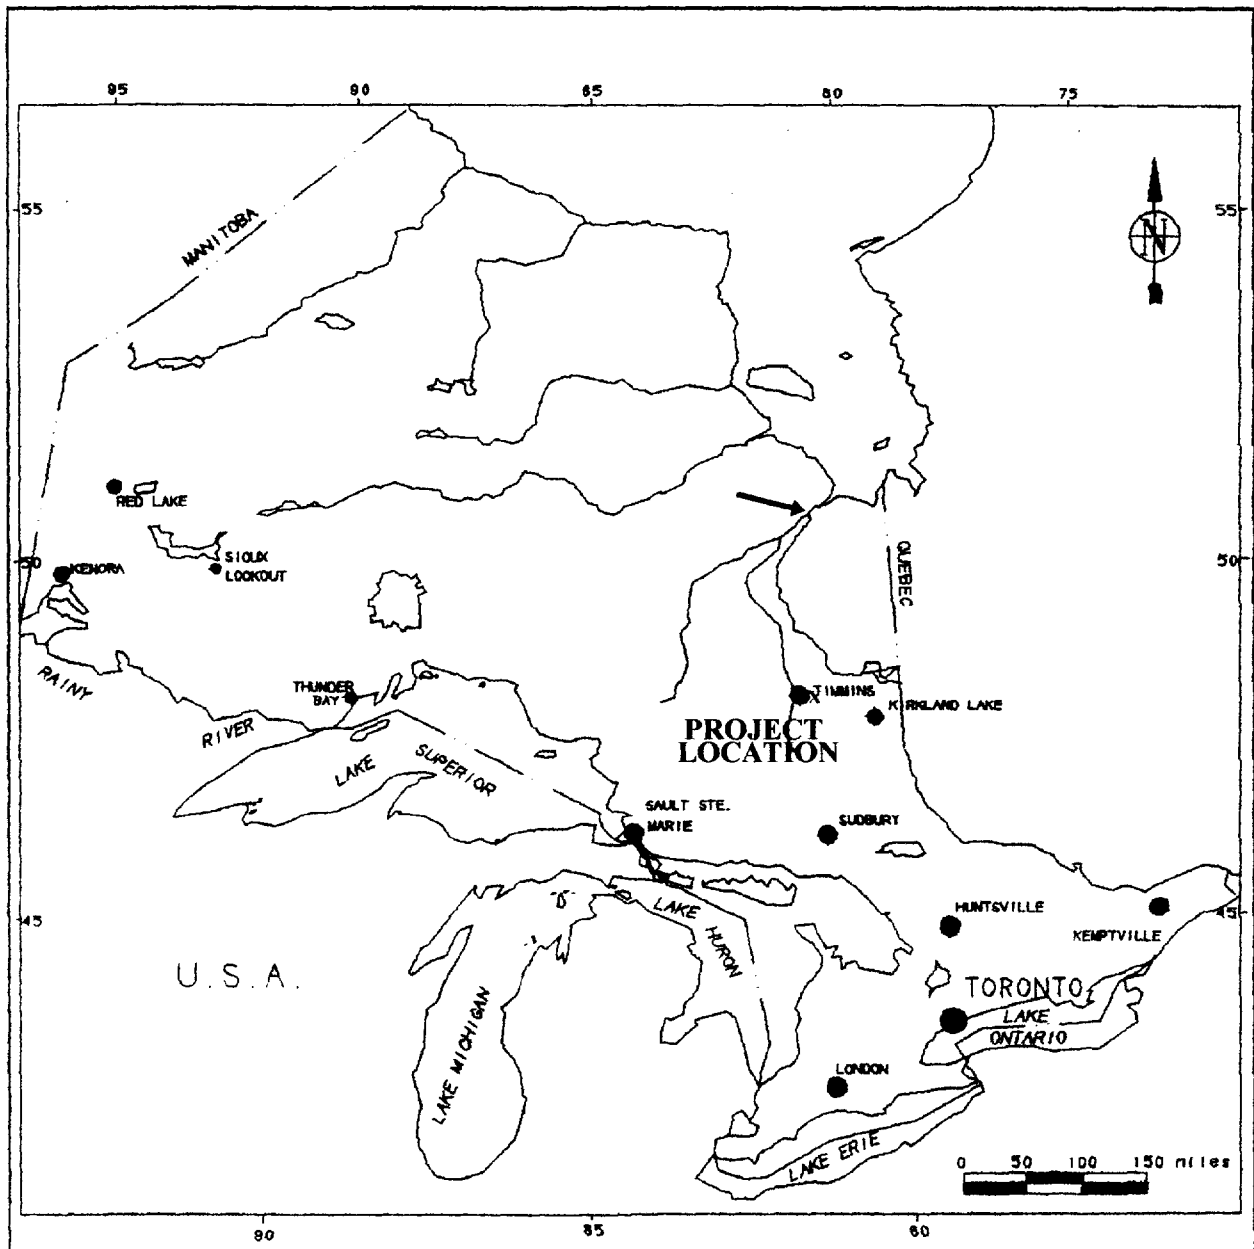 95 90 65 80 75
55 55
N
MANITOBA
RED LAKE
SIOUX
LOOKOUT
50 50
KENORA
QUEBEC
RAINY
RIVER
THUNDER
BAY
TIMMINS
X
KIRKLAND LAKE
PROJECT
LOCATION
LAKE
SUPERIOR
SAULT STE.
MARIE
SUDBURY
45 45
LAKE
HURON
HUNTSVILLE
KEMPTVILLE
U.S.A.
TORONTO
LAKE
ONTARIO
LAKE MICHIGAN
LONDON
LAKE ERIE
0 50 100 150 miles
90 85 80